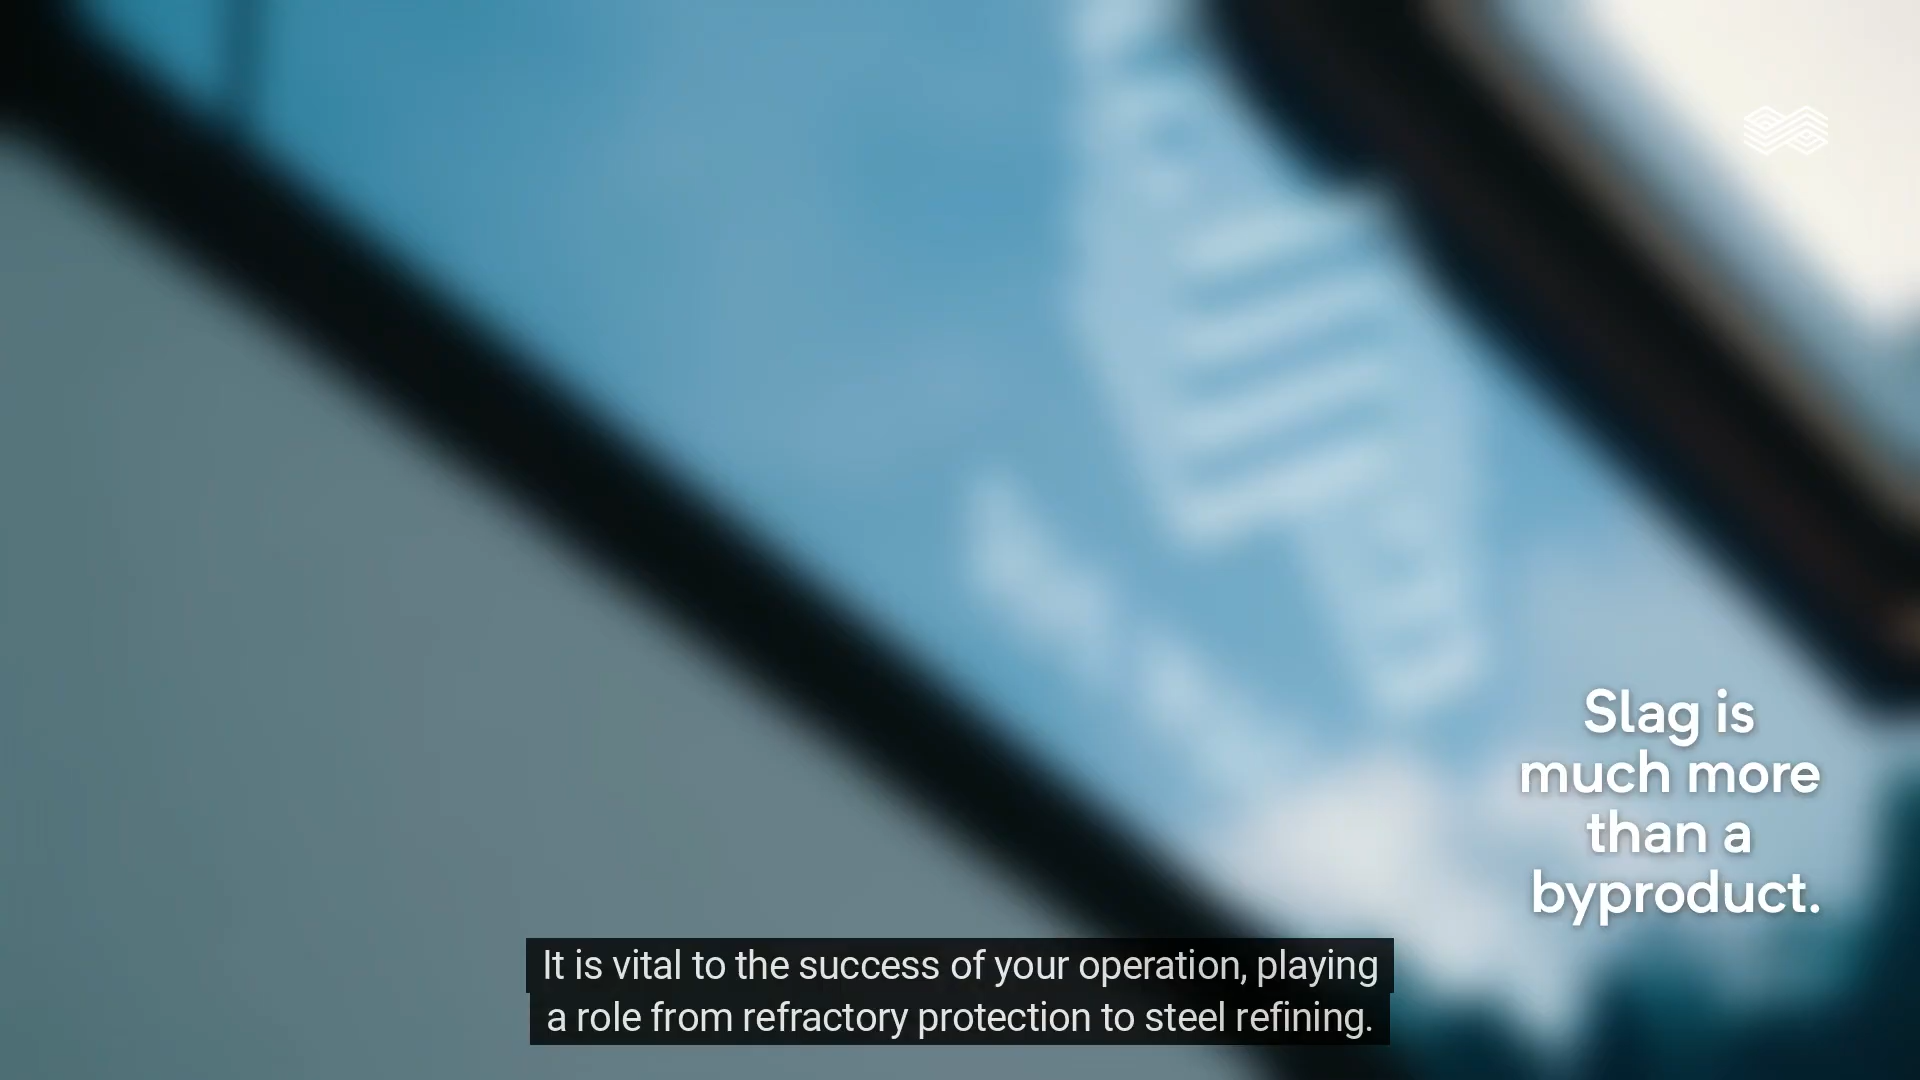 Slag is
much more
than a
byproduct.
It is vital to the success of your operation, playing
a role from refractory protection to steel refining.